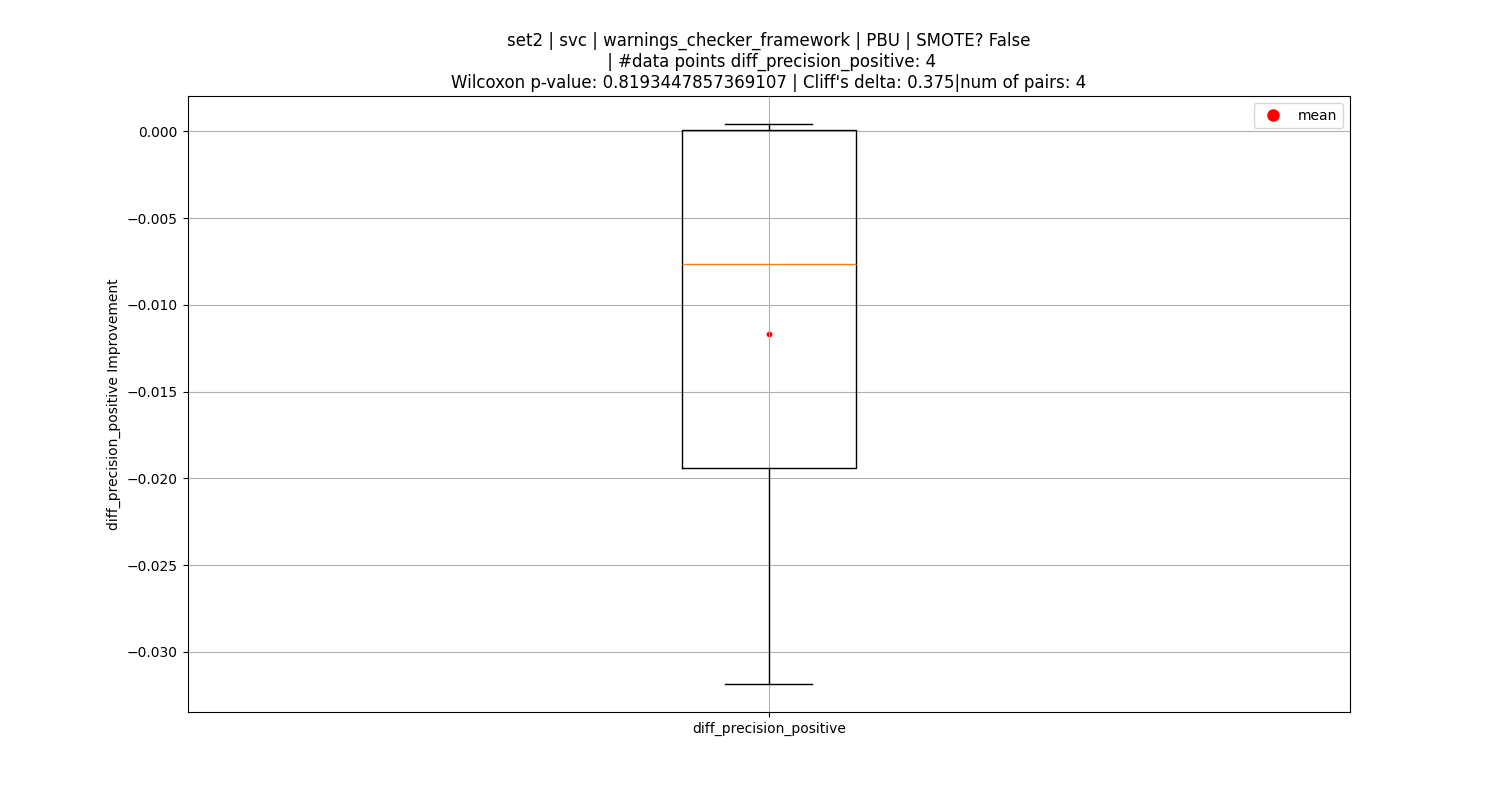 set2 | svc | warnings_checker_framework | PBU | SMOTE? False
| #data points diff_precision_positive: 4
Wilcoxon p-value: 0.8193447857369107 | Cliff's delta: 0.375|num of pairs: 4
mean
0.000
−0.005
−0.010
−0.015
−0.020
−0.025
−0.030
diff_precision_positive Improvement
diff_precision_positive